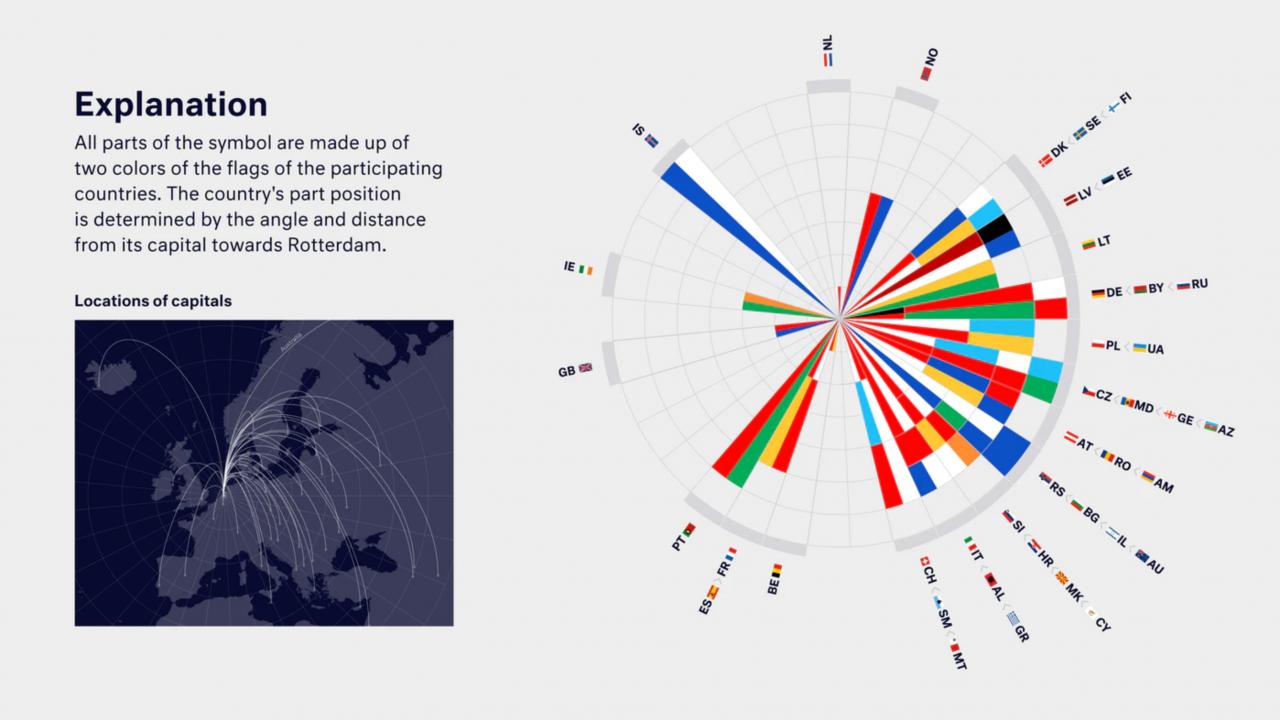 Explanation
All parts of the symbol are made up of
two colors of the flags of the participating
countries. The country's part position
is determined by the angle and distance
from its capital towards Rotterdam.
Locations of capitals
Australia
NL
NO
DK < SE < FI
LV < EE
LT
DE < BY < RU
PL < UA
CZ < MD < GE < AZ
AT < RO < AM
RS < BG < IL < AU
SI < HR < MK < CY
IT < AL < GR
CH < SM < MT
BE
ES < FR
PT
GB
IE
IS